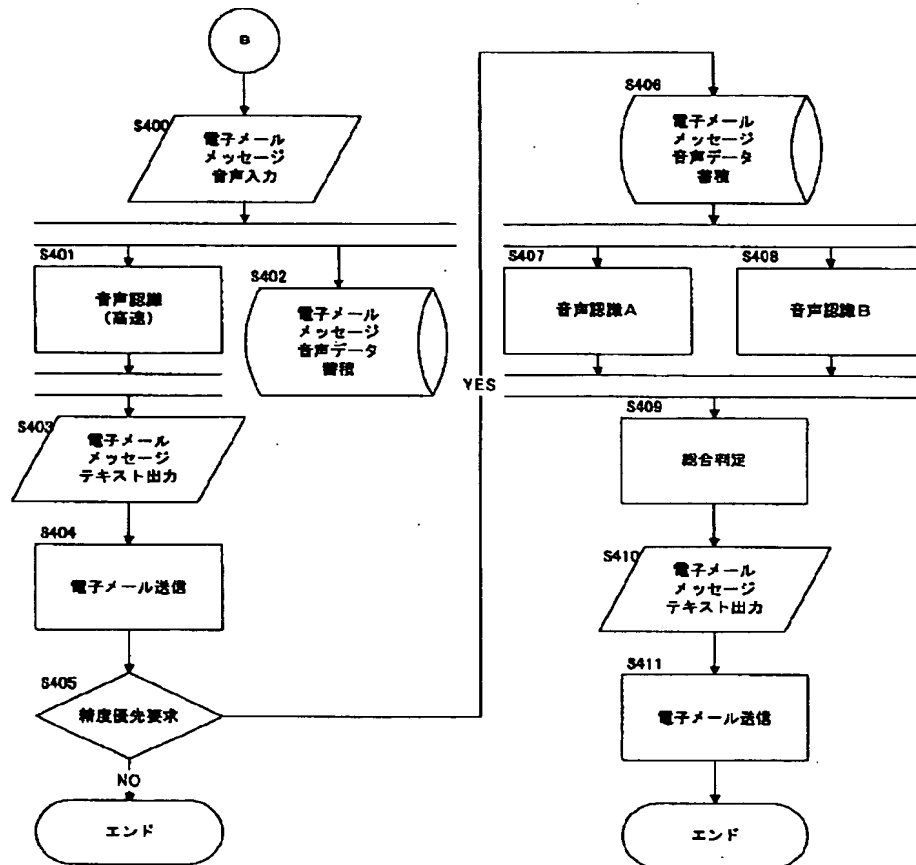 B
S400
電子メール
メッセージ
音声入力
S401
音声認識
(高速)
S402
電子メール
メッセージ
音声データ
蓄積
S403
電子メール
メッセージ
テキスト出力
S404
電子メール送信
S405
精度優先要求
NO
エンド
YES
S406
電子メール
メッセージ
音声データ
蓄積
S407
音声認識A
S408
音声認識B
S409
総合判定
S410
電子メール
メッセージ
テキスト出力
S411
電子メール送信
エンド